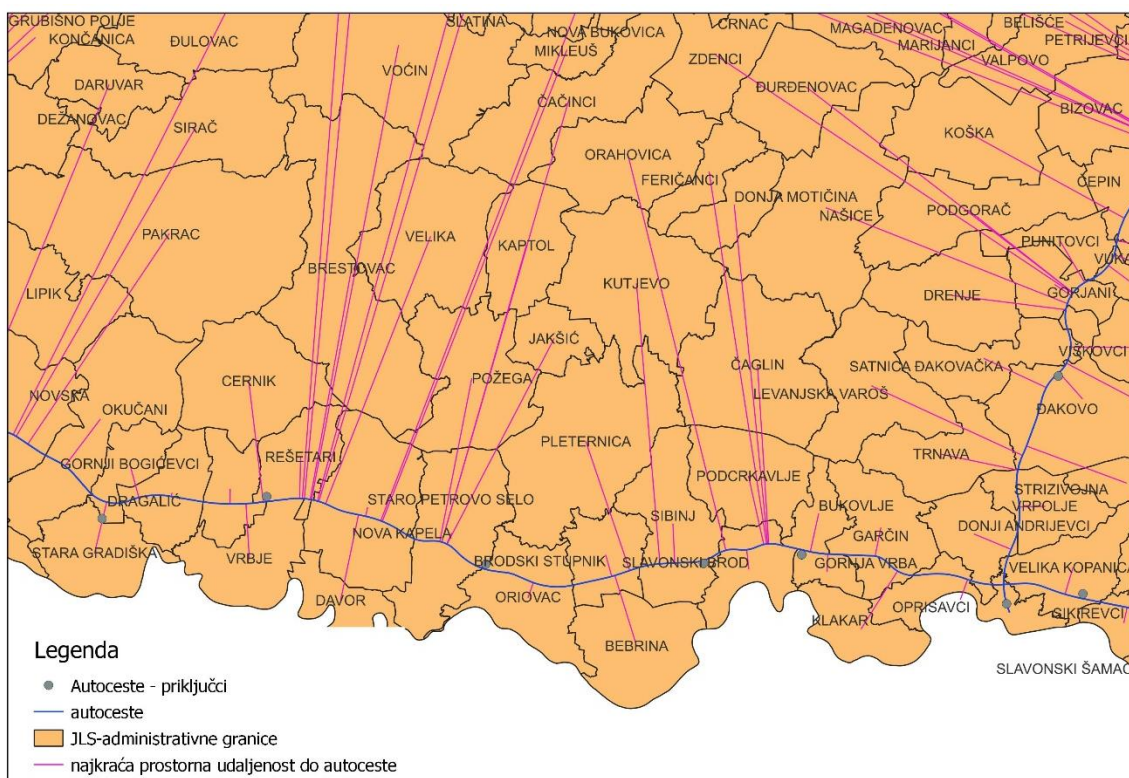 GRUBIŠNO POLJE
KONČANICA
ĐULOVAC
SLATINA
NOVA BUKOVICA
MIKLEUŠ
CRNAC
MAGADENOVAC
MARIJANCI
BELIŠĆE
PETRIJEVCI
VALPOVO
ZDENCI
VOĆIN
DARUVAR
ĐURĐENOVAC
ČAČINCI
BIZOVAC
DEŽANOVAC
SIRAČ
KOŠKA
ORAHOVICA
FERIČANCI
ČEPIN
DONJA MOTIČINA
NAŠICE
PODGORAČ
PAKRAC
VELIKA
KAPTOL
PUNITOVCI
VUKA
BRESTOVAC
LIPIK
KUTJEVO
DRENJE
GORJANI
JAKŠIĆ
VIŠKOVCI
ČAGLIN
SATNICA ĐAKOVAČKA
CERNIK
POŽEGA
NOVSKA
LEVANJSKA VAROŠ
OKUČANI
ĐAKOVO
PLETERNICA
REŠETARI
TRNAVA
GORNJI BOGIĆEVCI
PODCRKAVLJE
STRIZIVOJNA
DRAGALIĆ
STARO PETROVO SELO
BUKOVLJE
VRPOLJE
SIBINJ
DONJI ANDRIJEVCI
NOVA KAPELA
GARČIN
STARA GRADIŠKA
VRBJE
BRODSKI STUPNIK
SLAVONSKI BROD
GORNJA VRBA
VELIKA KOPANICA
DAVOR
ORIOVAC
OPRISAVCI
SIKIREVCI
KLAKAR
BEBRINA
SLAVONSKI ŠAMAC
Legenda
Autoceste - priključci
autoceste
JLS-administrativne granice
najkraća prostorna udaljenost do autoceste